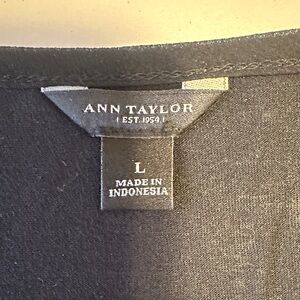 ANN TAYLOR
| EST. 1954 |
L
MADE IN
INDONESIA